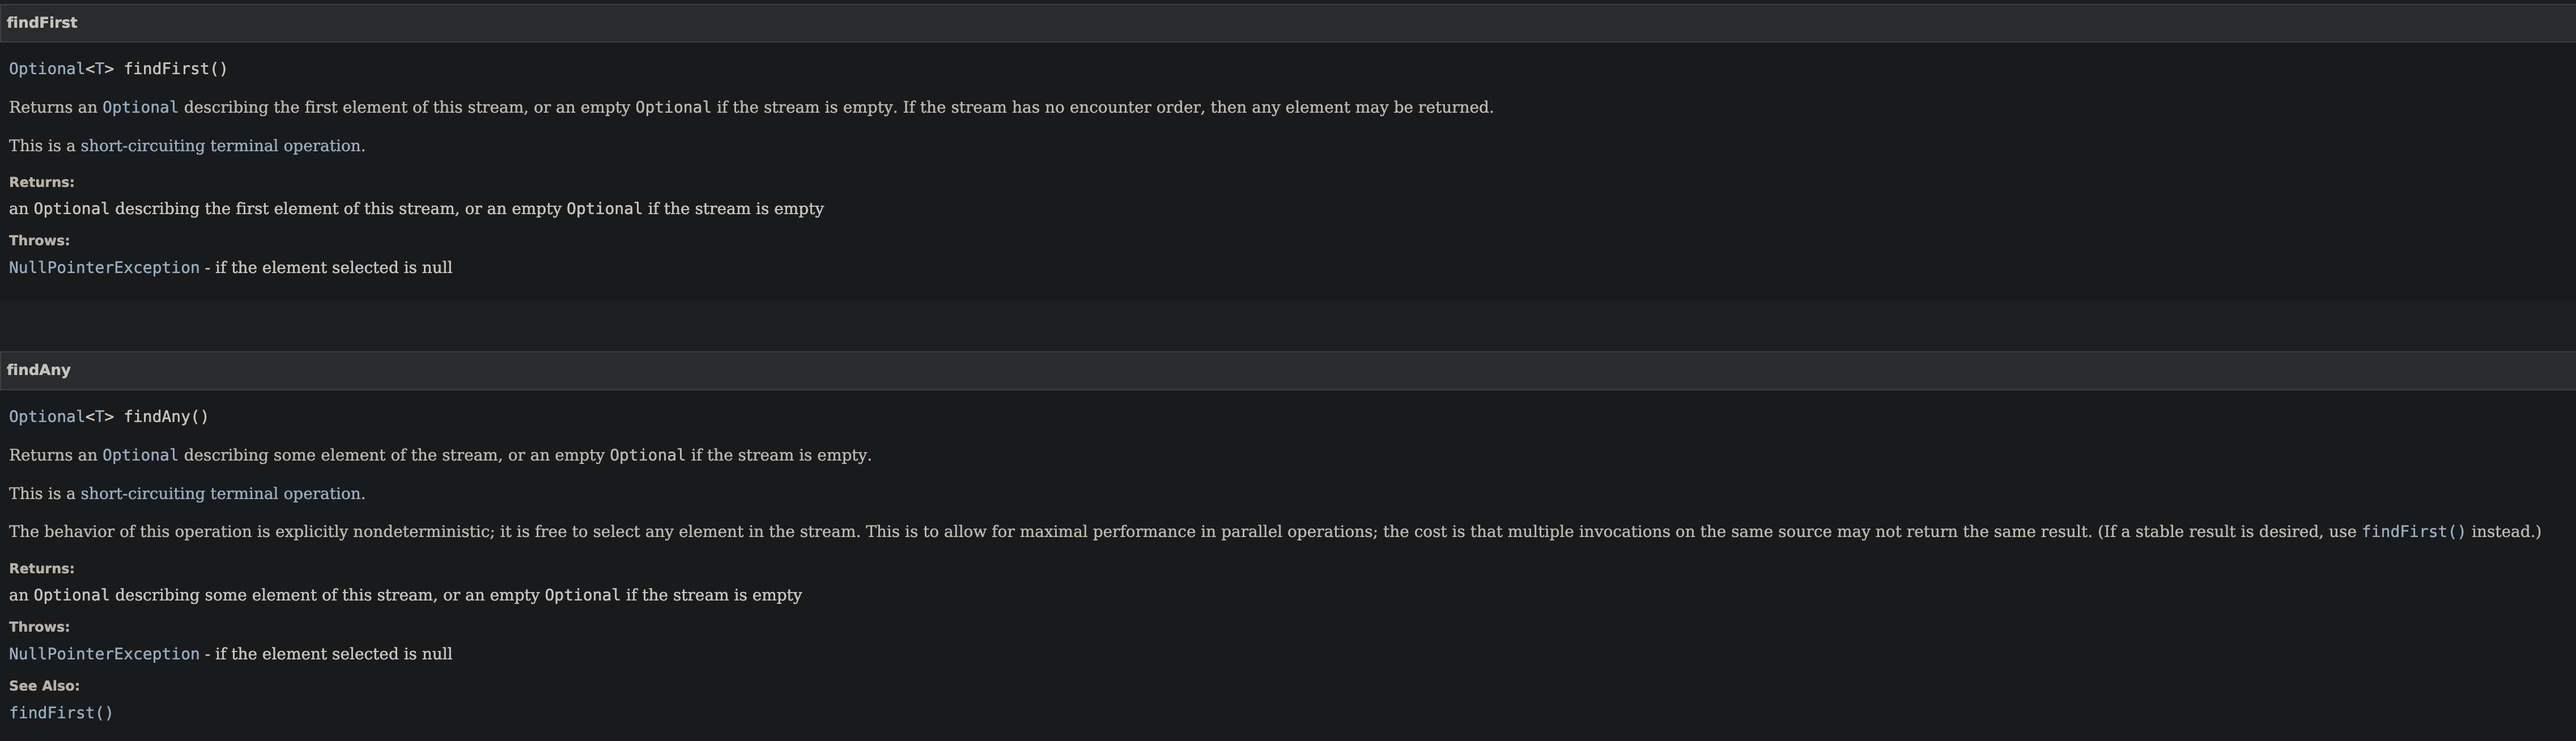 findFirst
Optional<T> findFirst()
Returns an Optional describing the first element of this stream, or an empty Optional if the stream is empty. If the stream has no encounter order, then any element may be returned.
This is a short-circuiting terminal operation.
Returns:
an Optional describing the first element of this stream, or an empty Optional if the stream is empty
Throws:
NullPointerException - if the element selected is null
findAny
Optional<T> findAny()
Returns an Optional describing some element of the stream, or an empty Optional if the stream is empty.
This is a short-circuiting terminal operation.
The behavior of this operation is explicitly nondeterministic; it is free to select any element in the stream. This is to allow for maximal performance in parallel operations; the cost is that multiple invocations on the same source may not return the same result. (If a stable result is desired, use findFirst() instead.)
Returns:
an Optional describing some element of this stream, or an empty Optional if the stream is empty
Throws:
NullPointerException - if the element selected is null
See Also:
findFirst()